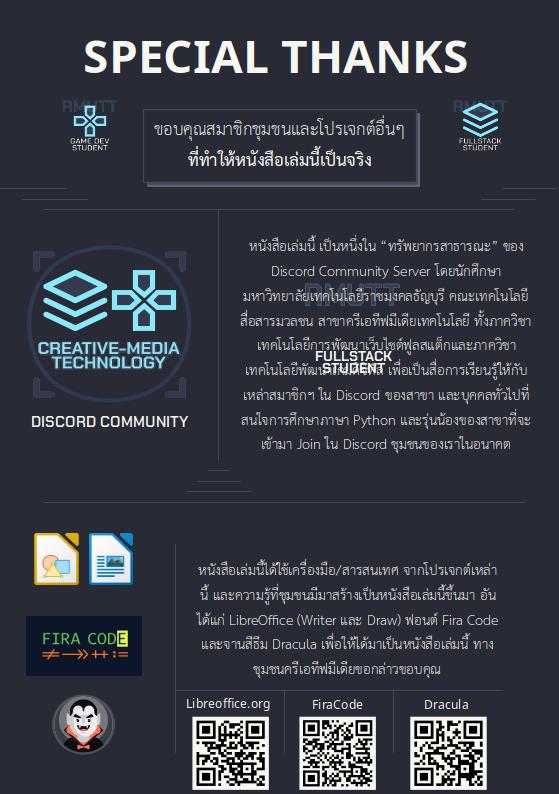 SPECIAL THANKS
RMUTT
GAME DEV
STUDENT
ขอบคุณสมาชิกชุมชนและโปรเจกต์อื่นๆ
ที่ทำให้หนังสือเล่มนี้เป็นจริง
RMUTT
FULLSTACK
STUDENT
CREATIVE-MEDIA
TECHNOLOGY
DISCORD COMMUNITY
หนังสือเล่มนี้ เป็นหนึ่งใน “ทรัพยากรสาธารณะ” ของ
Discord Community Server โดยนักศึกษา
RMUTT
มหาวิทยาลัยเทคโนโลยีราชมงคลธัญบุรี คณะเทคโนโลยี
สื่อสารมวลชน สาขาครีเอทีฟมีเดียเทคโนโลยี ทั้งภาควิชา
เทคโนโลยีการพัฒนาเว็บไซต์ฟูลสแต็กและภาควิชา
FULLSTACK
STUDENT
เทคโนโลยีพัฒนา เพื่อเป็นสื่อการเรียนรู้ให้กับ
เหล่าสมาชิกฯ ใน Discord ของสาขา และบุคคลทั่วไปที่
สนใจการศึกษาภาษา Python และรุ่นน้องของสาขาที่จะ
เข้ามา Join ใน Discord ชุมชนของเราในอนาคต
FIRA CODE
หนังสือเล่มนี้ได้ใช้เครื่องมือ/สารสนเทศ จากโปรเจกต์เหล่า
นี้ และความรู้ที่ชุมชนมีมาสร้างเป็นหนังสือเล่มนี้ขึ้นมา อัน
ได้แก่ LibreOffice (Writer และ Draw) ฟอนต์ Fira Code
และจานสีธีม Dracula เพื่อให้ได้มาเป็นหนังสือเล่มนี้ ทาง
ชุมชนครีเอทีฟมีเดียขอกล่าวขอบคุณ
Libreoffice.org
FiraCode
Dracula